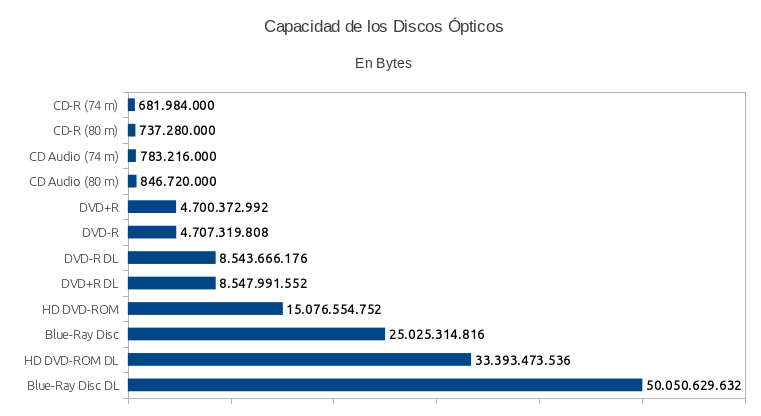 Capacidad de los Discos Ópticos
En Bytes
CD-R (74 m) 681.984.000
CD-R (80 m) 737.280.000
CD Audio (74 m) 783.216.000
CD Audio (80 m) 846.720.000
DVD+R 4.700.372.992
DVD-R 4.707.319.808
DVD-R DL 8.543.666.176
DVD+R DL 8.547.991.552
HD DVD-ROM 15.076.554.752
Blue-Ray Disc 25.025.314.816
HD DVD-ROM DL 33.393.473.536
Blue-Ray Disc DL 50.050.629.632